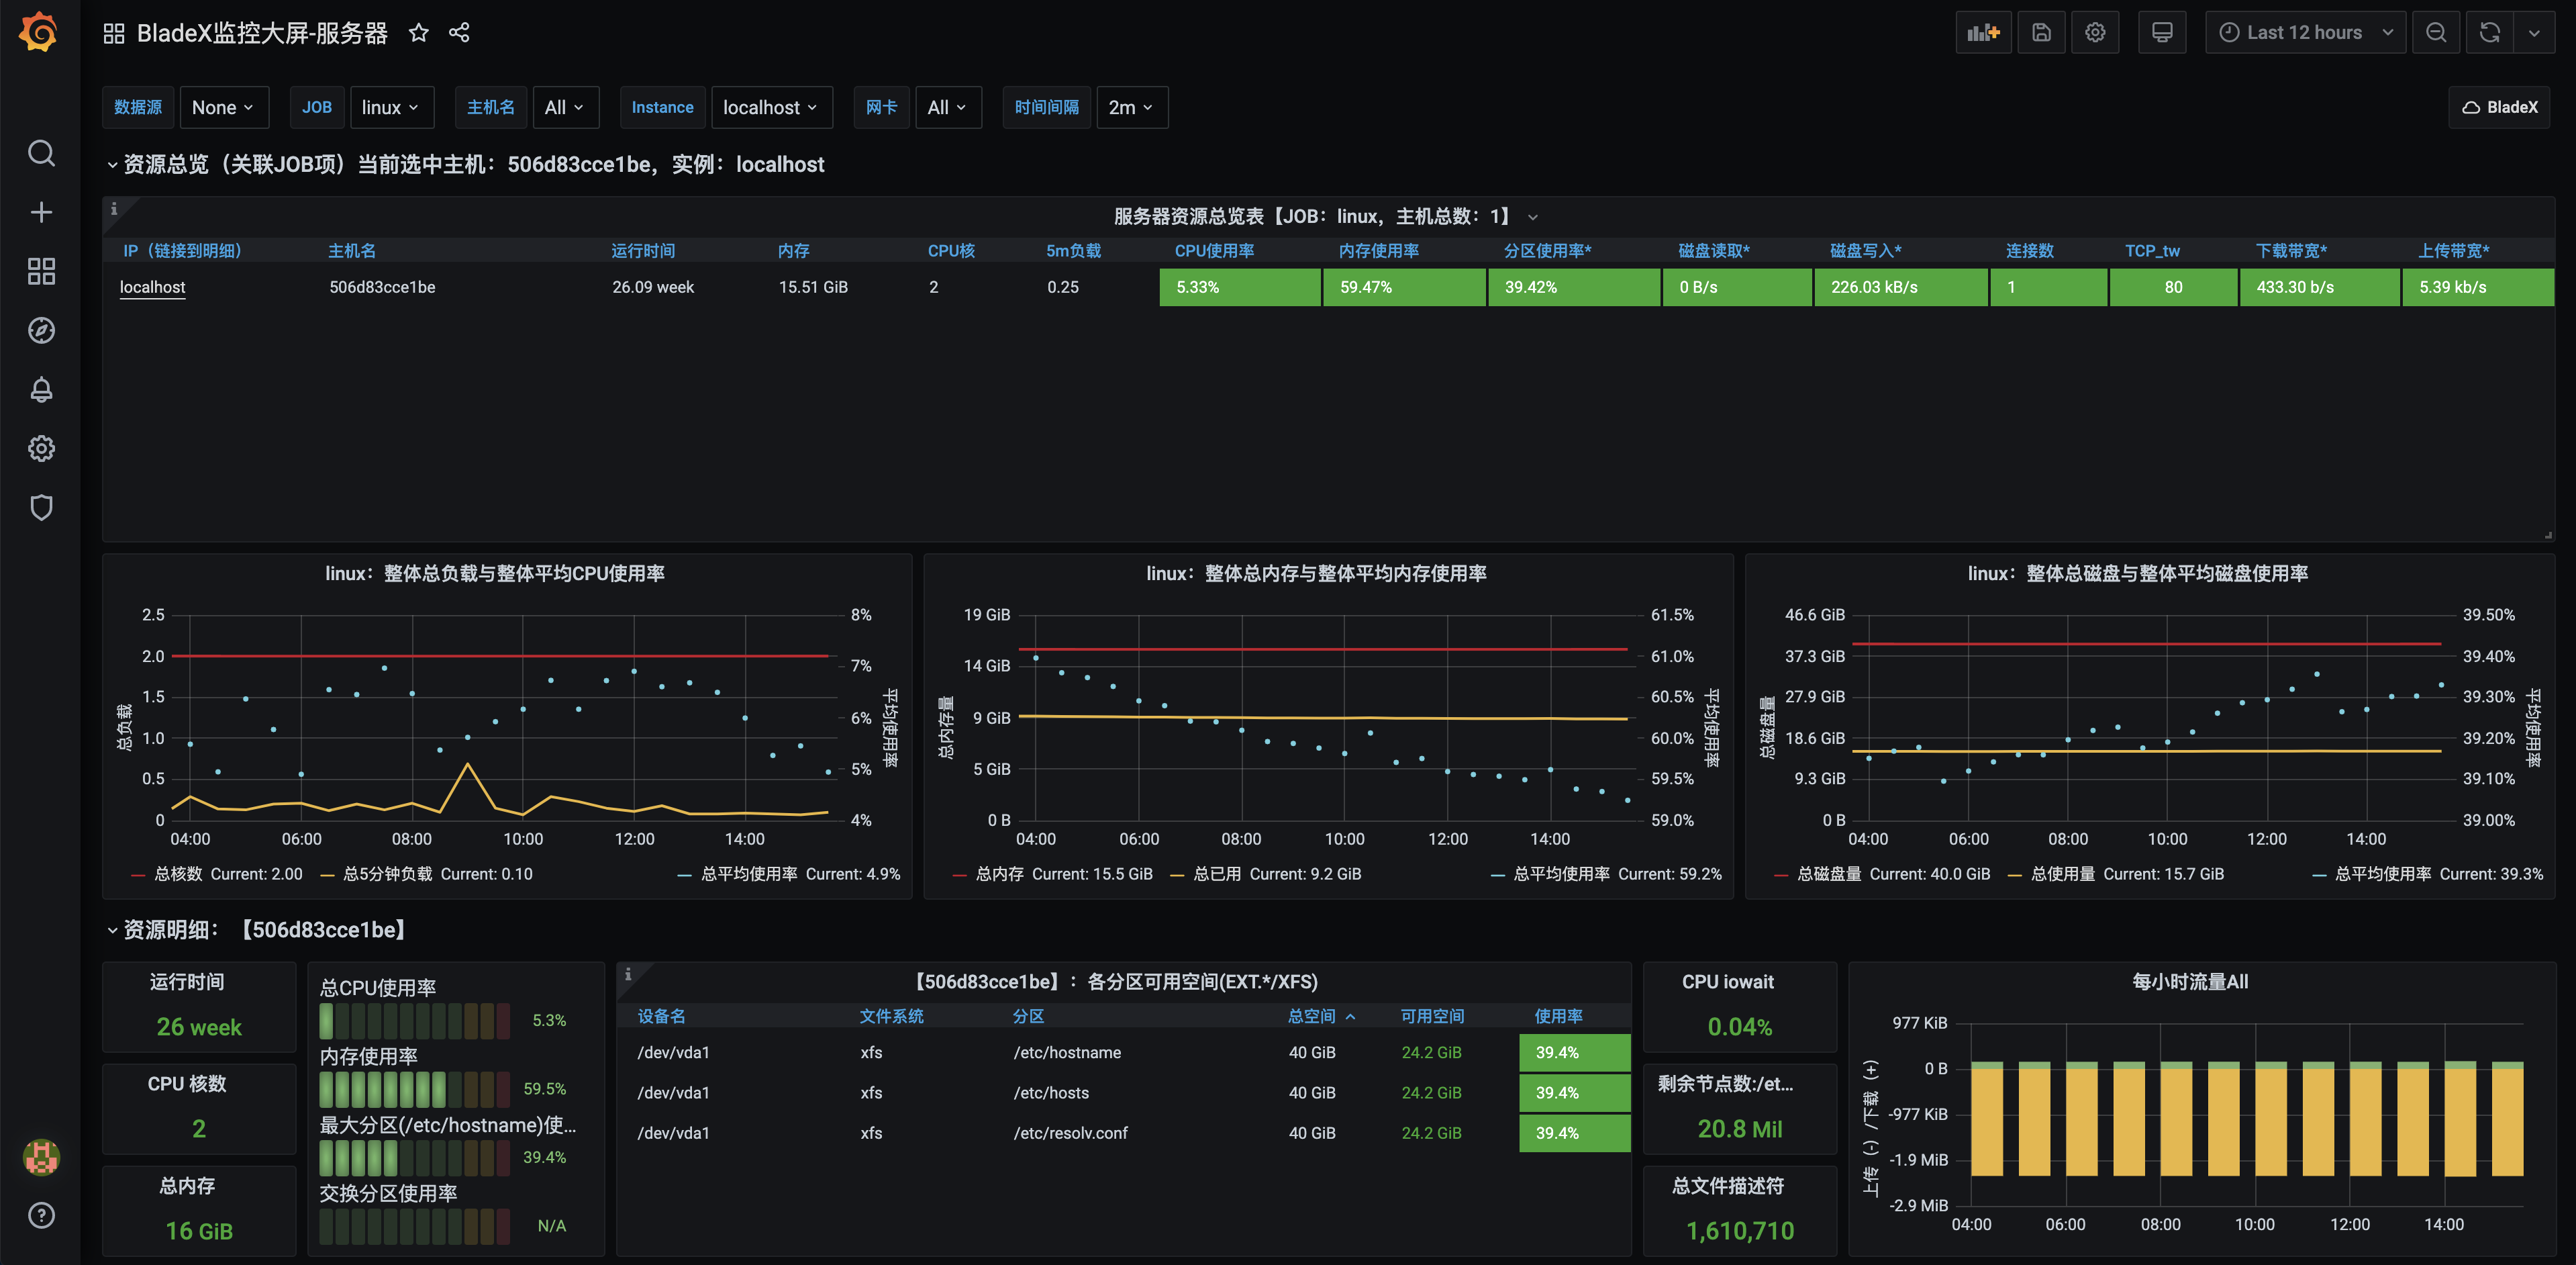 BladeX监控大屏-服务器
Last 12 hours
数据源 None JOB linux 主机名 All Instance localhost 网卡 All 时间间隔 2m BladeX
资源总览（关联JOB项）当前选中主机：506d83cce1be，实例：localhost
服务器资源总览表【JOB：linux，主机总数：1】
IP（链接到明细） 主机名 运行时间 内存 CPU核 5m负载 CPU使用率 内存使用率 分区使用率* 磁盘读取* 磁盘写入* 连接数 TCP_tw 下载带宽* 上传带宽*
localhost 506d83cce1be 26.09 week 15.51 GiB 2 0.25 5.33% 59.47% 39.42% 0 B/s 226.03 kB/s 1 80 433.30 b/s 5.39 kb/s
linux：整体总负载与整体平均CPU使用率
2.5
2.0
1.5
1.0
0.5
0
总负载
8%
7%
6%
5%
4%
平均使用率
04:00 06:00 08:00 10:00 12:00 14:00
总核数 Current: 2.00 总5分钟负载 Current: 0.10 总平均使用率 Current: 4.9%
linux：整体总内存与整体平均内存使用率
19 GiB
14 GiB
9 GiB
5 GiB
0 B
总内存量
61.5%
61.0%
60.5%
60.0%
59.5%
59.0%
平均使用率
04:00 06:00 08:00 10:00 12:00 14:00
总内存 Current: 15.5 GiB 总已用 Current: 9.2 GiB 总平均使用率 Current: 59.2%
linux：整体总磁盘与整体平均磁盘使用率
46.6 GiB
37.3 GiB
27.9 GiB
18.6 GiB
9.3 GiB
0 B
总磁盘量
39.50%
39.40%
39.30%
39.20%
39.10%
39.00%
平均使用率
04:00 06:00 08:00 10:00 12:00 14:00
总磁盘量 Current: 40.0 GiB 总使用量 Current: 15.7 GiB 总平均使用率 Current: 39.3%
资源明细：【506d83cce1be】
运行时间
26 week
CPU 核数
2
总内存
16 GiB
总CPU使用率
5.3%
内存使用率
59.5%
最大分区(/etc/hostname)使...
39.4%
交换分区使用率
N/A
【506d83cce1be】：各分区可用空间(EXT.*/XFS)
设备名 文件系统 分区 总空间 可用空间 使用率
/dev/vda1 xfs /etc/hostname 40 GiB 24.2 GiB 39.4%
/dev/vda1 xfs /etc/hosts 40 GiB 24.2 GiB 39.4%
/dev/vda1 xfs /etc/resolv.conf 40 GiB 24.2 GiB 39.4%
CPU iowait
0.04%
剩余节点数:/et...
20.8 Mil
总文件描述符
1,610,710
每小时流量All
977 KiB
0 B
-977 KiB
-1.9 MiB
-2.9 MiB
上传（-）/下载（+）
04:00 06:00 08:00 10:00 12:00 14:00